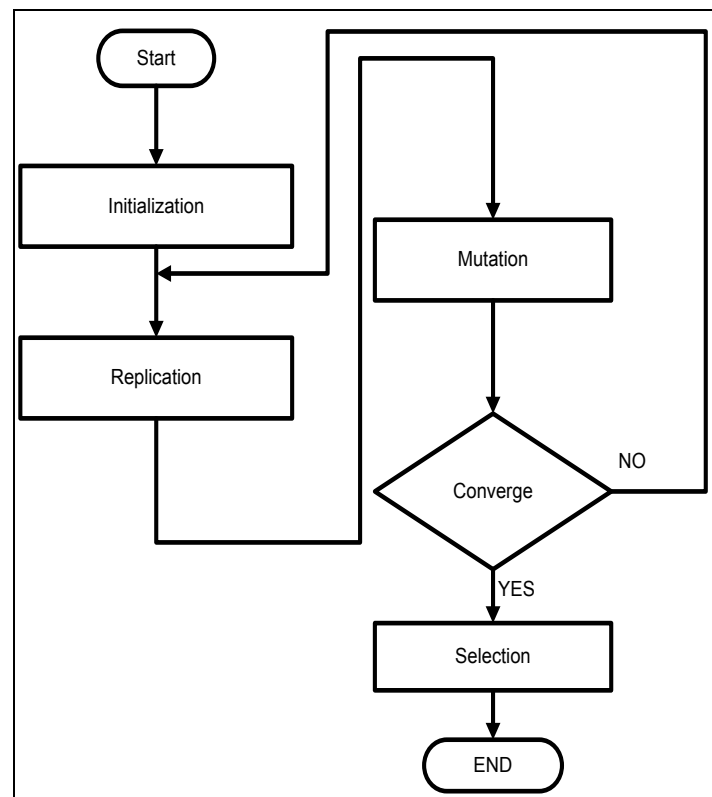 Start
Initialization
Replication
Mutation
Converge
NO
YES
Selection
END